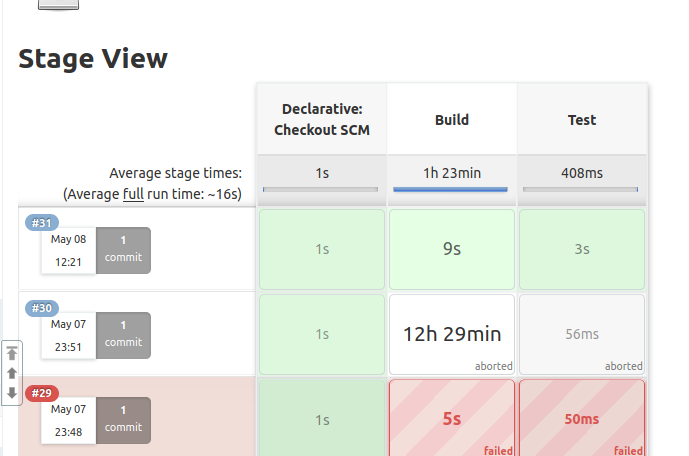 Stage View
Declarative:
Checkout SCM
Build
Test
Average stage times:
(Average full run time: ~16s)
1s
1h 23min
408ms
#31
May 08
12:21
1
commit
1s
9s
3s
#30
May 07
23:51
1
commit
1s
12h 29min
aborted
56ms
aborted
#29
May 07
23:48
1
commit
1s
5s
failed
50ms
failed